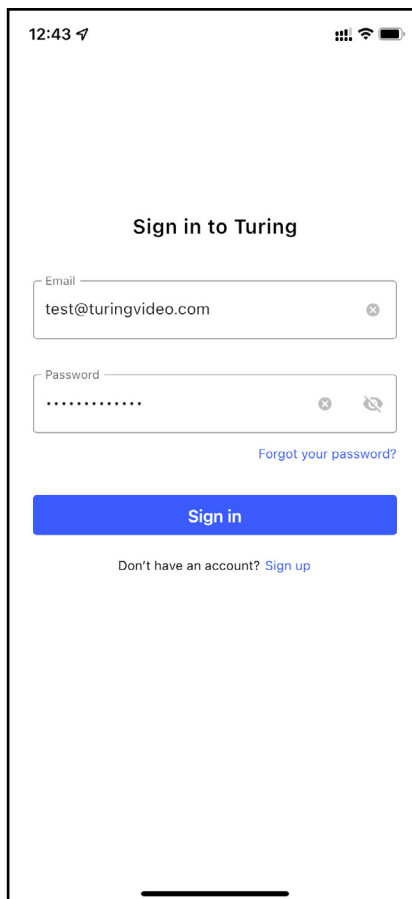 12:43
Sign in to Turing
Email
test@turingvideo.com
Password
•••••••••••••
Forgot your password?
Sign in
Don't have an account? Sign up